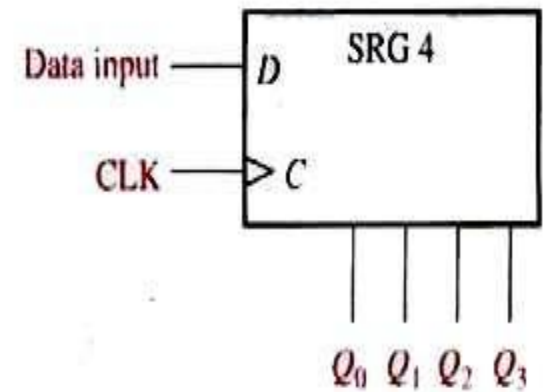 SRG 4
Data input D
CLK C
Q₀ Q₁ Q₂ Q₃